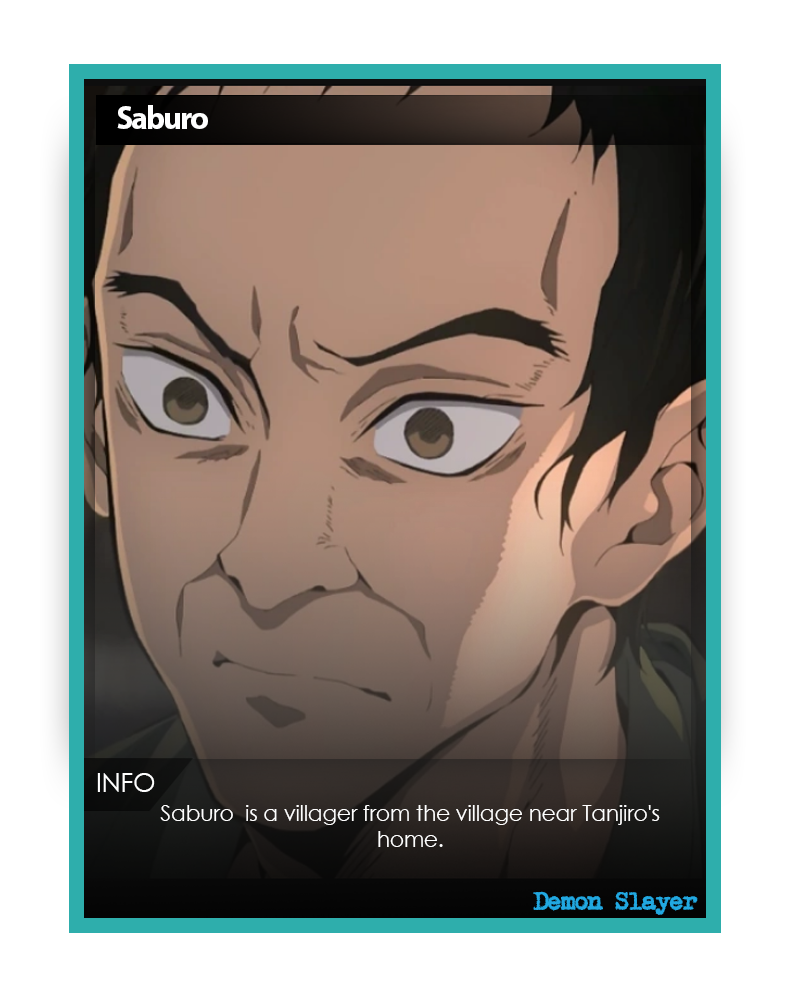 Saburo
INFO
Saburo  is a villager from the village near Tanjiro's
home.
Demon Slayer